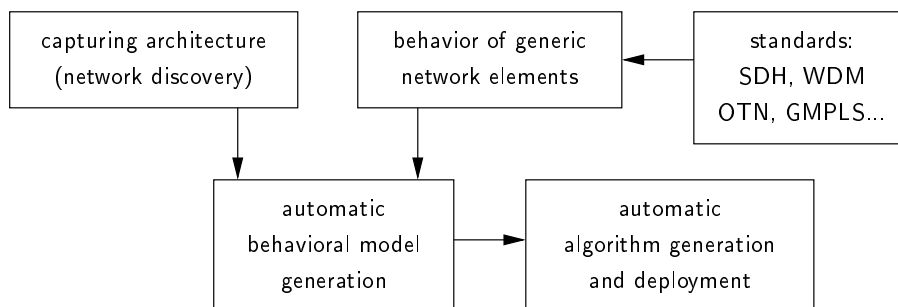 capturing architecture
(network discovery)
behavior of generic
network elements
standards:
SDH, WDM
OTN, GMPLS...
automatic
behavioral model
generation
automatic
algorithm generation
and deployment